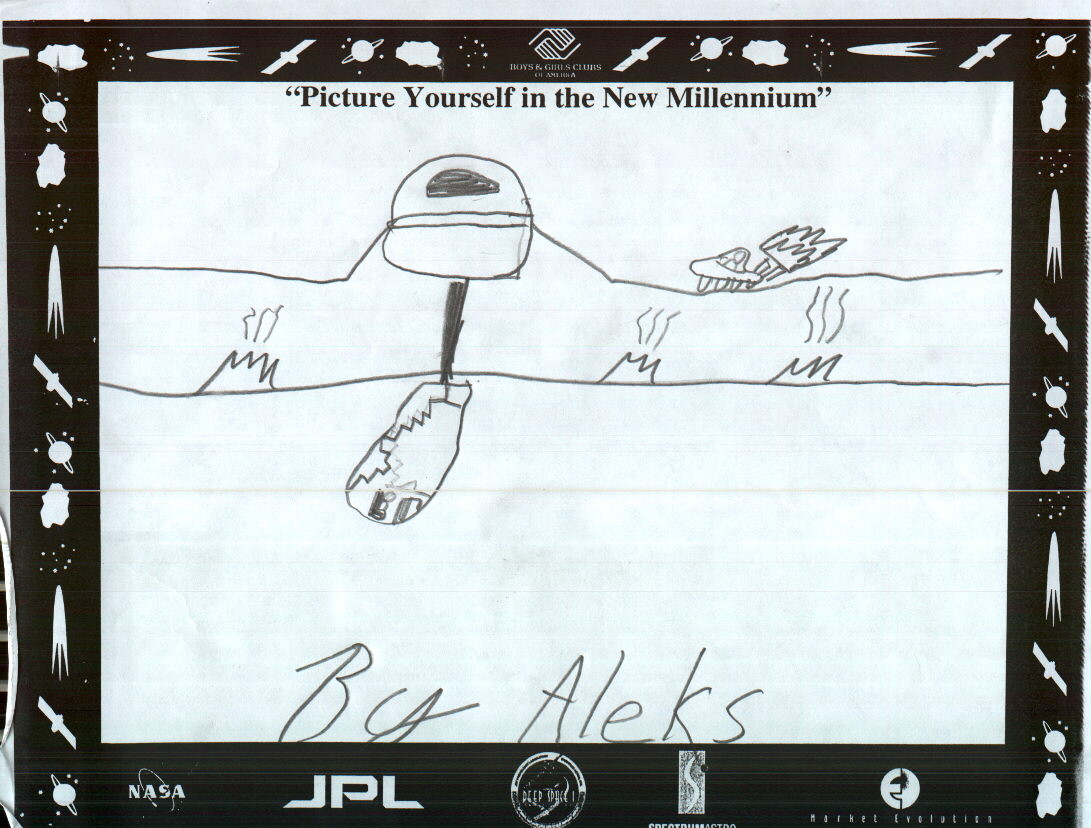 BOYS & GIRLS CLUBS
OF AMERICA
“Picture Yourself in the New Millennium”
By Aleks
NASA
JPL
DEEP SPACE 1
SPECTRUMASTRO
Market Evolution